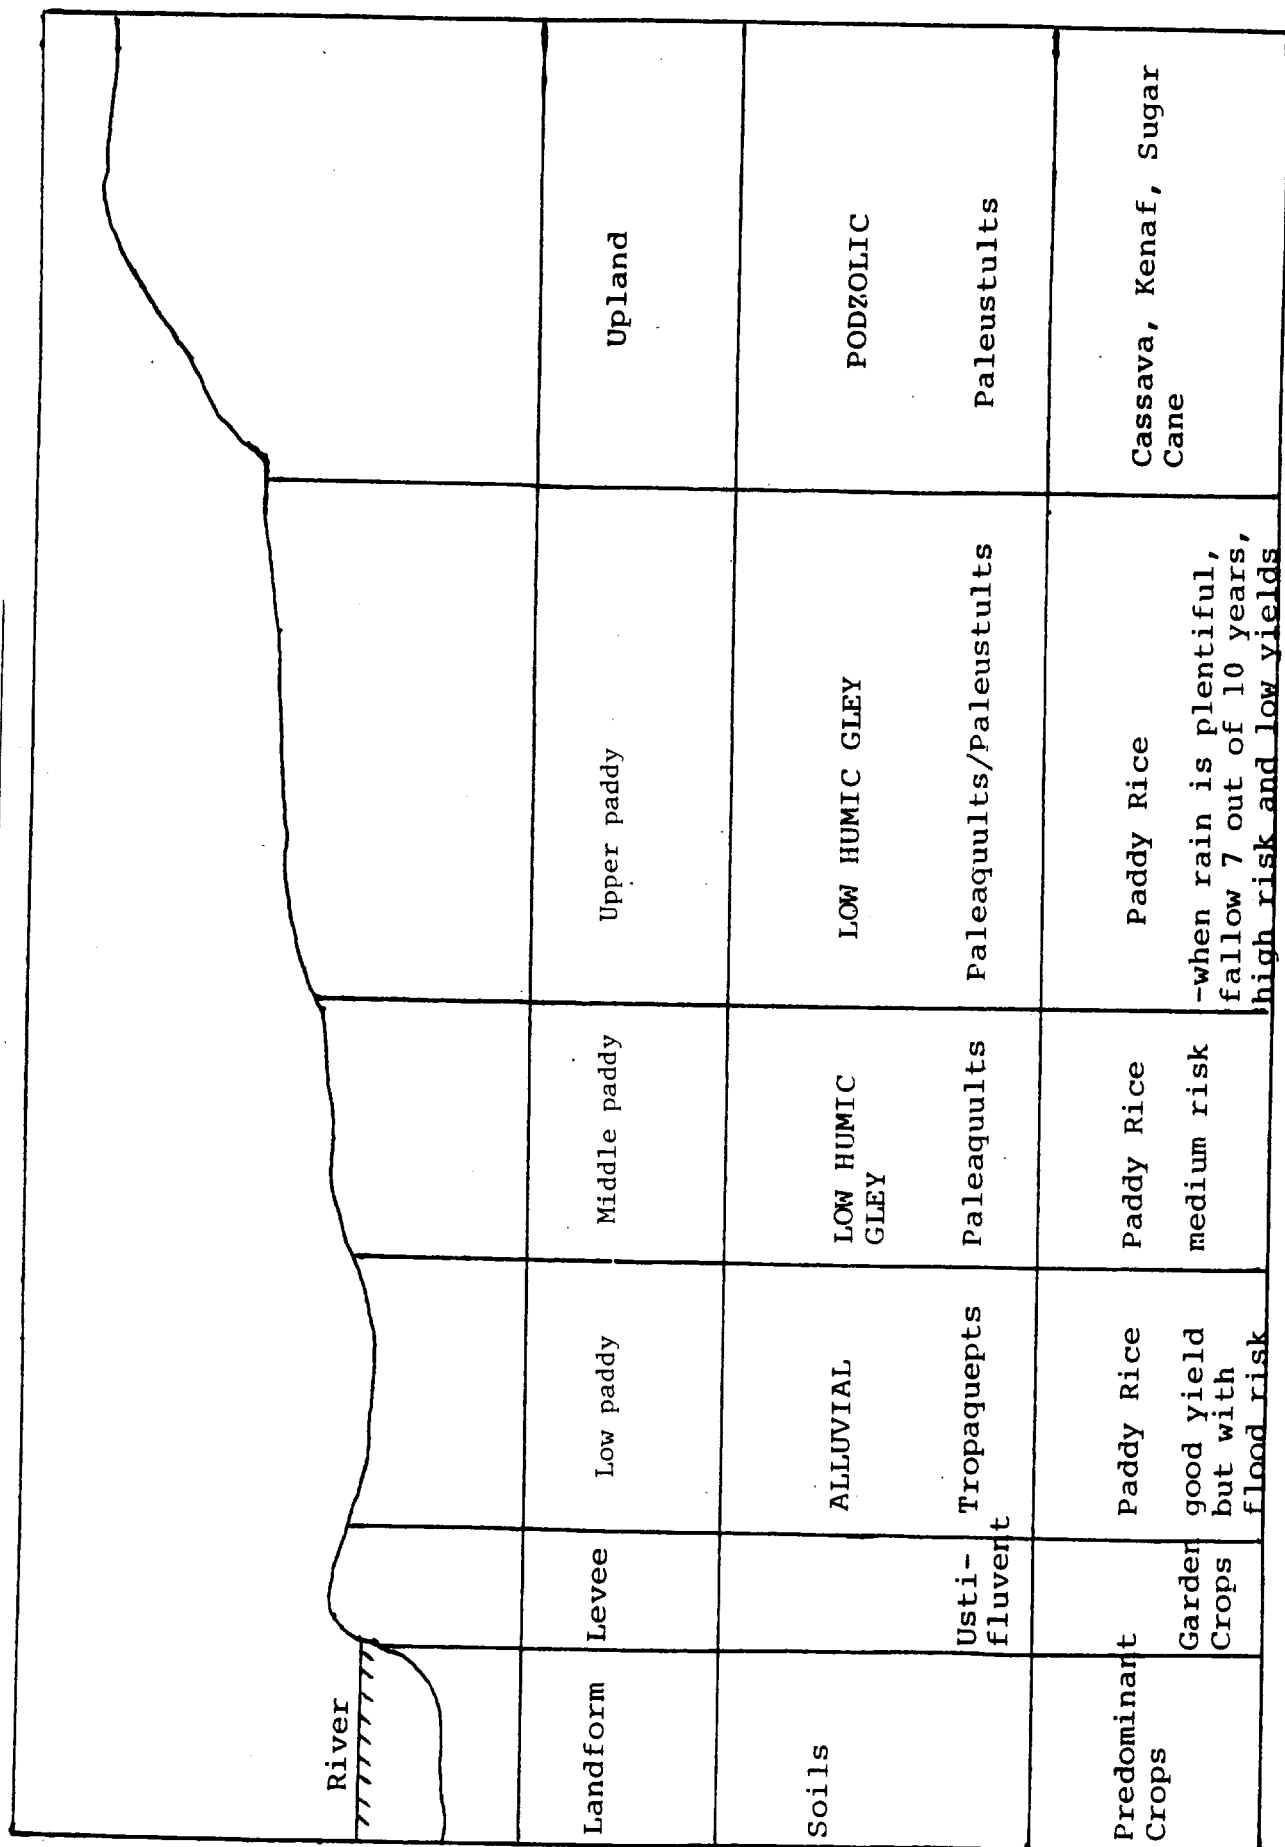 River
Landform
Levee
Low paddy
Middle paddy
Upper paddy
Upland
Soils
Usti-
fluvent
ALLUVIAL
Tropaquepts
LOW HUMIC
GLEY
Paleaquults
LOW HUMIC GLEY
Paleaquults/Paleustults
PODZOLIC
Paleustults
Predominant
Crops
Garden
Crops
Paddy Rice
good yield
but with
flood risk
Paddy Rice
medium risk
Paddy Rice
-when rain is plentiful,
fallow 7 out of 10 years,
high risk and low yields
Cassava, Kenaf, Sugar
Cane